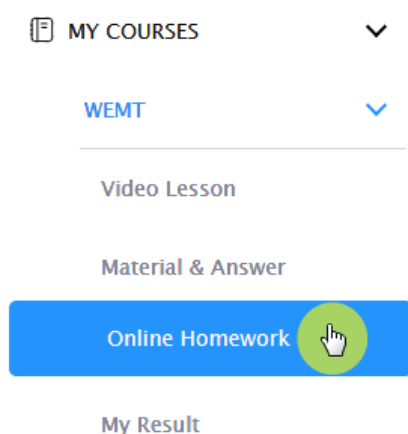 MY COURSES
WEMT
Video Lesson
Material & Answer
Online Homework
My Result